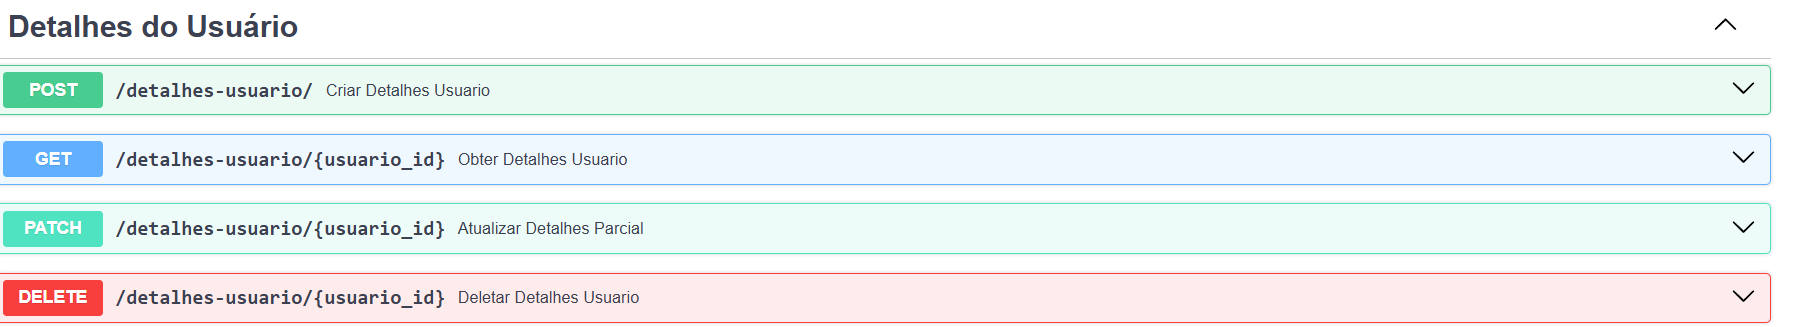 Detalhes do Usuário
POST /detalhes-usuario/ Criar Detalhes Usuario
GET /detalhes-usuario/{usuario_id} Obter Detalhes Usuario
PATCH /detalhes-usuario/{usuario_id} Atualizar Detalhes Parcial
DELETE /detalhes-usuario/{usuario_id} Deletar Detalhes Usuario